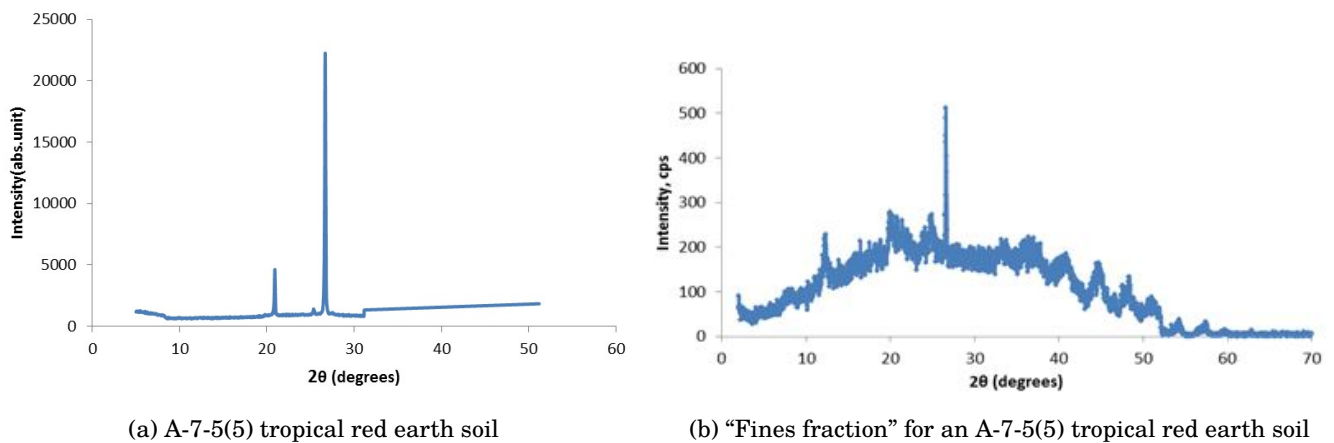 25000
20000
15000
10000
5000
0
Intensity(abs.unit)
0 10 20 30 40 50 60
2θ (degrees)
(a) A-7-5(5) tropical red earth soil
600
500
400
300
200
100
0
Intensity, cps
0 10 20 30 40 50 60 70
2θ (degrees)
(b) “Fines fraction” for an A-7-5(5) tropical red earth soil